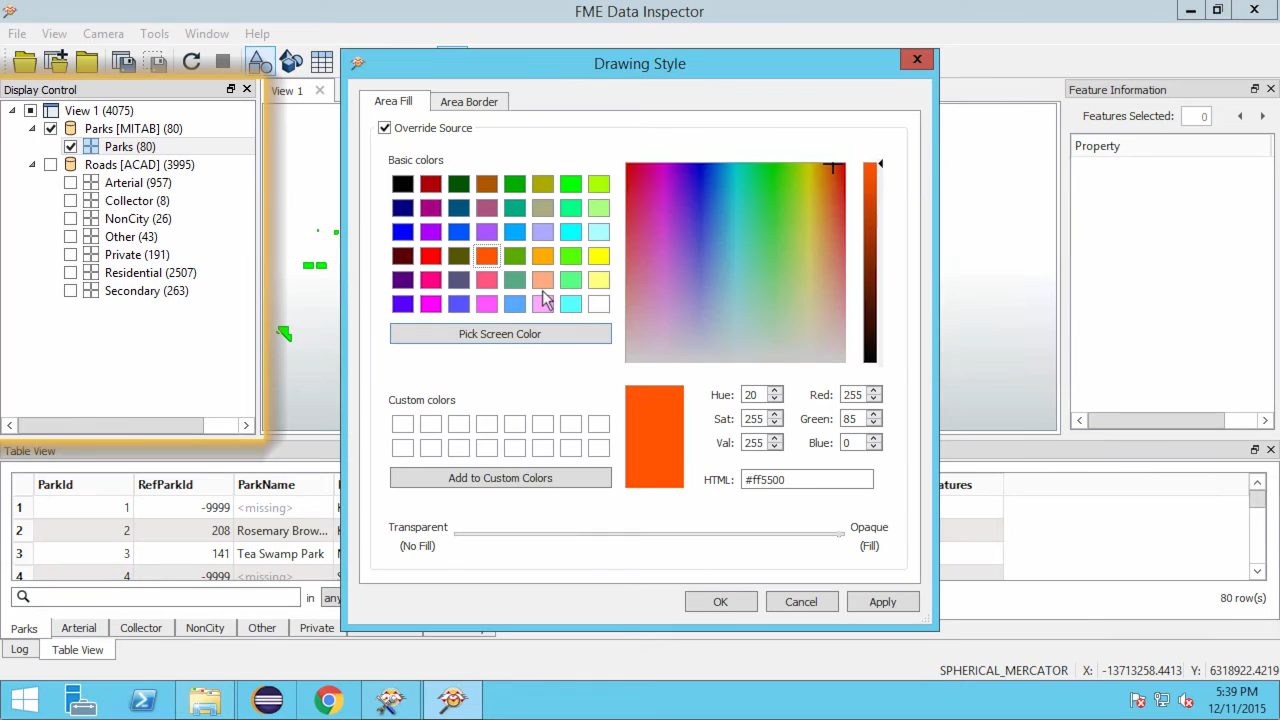 FME Data Inspector
File View Camera Tools Window Help
Display Control
View 1 (4075)
Parks [MITAB] (80)
Parks (80)
Roads [ACAD] (3995)
Arterial (957)
Collector (8)
NonCity (26)
Other (43)
Private (191)
Residential (2507)
Secondary (263)
View 1
Drawing Style
Area Fill
Area Border
Override Source
Basic colors
Pick Screen Color
Custom colors
Add to Custom Colors
Hue: 20 Red: 255
Sat: 255 Green: 85
Val: 255 Blue: 0
HTML: #ff5500
Transparent Opaque
(No Fill) (Fill)
OK Cancel Apply
Feature Information
Features Selected: 0
Property
Table View
ParkId RefParkId ParkName
1 1 -9999 <missing>
2 2 208 Rosemary Brow...
3 3 141 Tea Swamp Park
4 4 -9999 <missing>
in 80 row(s)
Parks Arterial Collector NonCity Other Private
Log Table View
SPHERICAL_MERCATOR X: -13713258.4413 Y: 6318922.4219
5:39 PM
12/11/2015